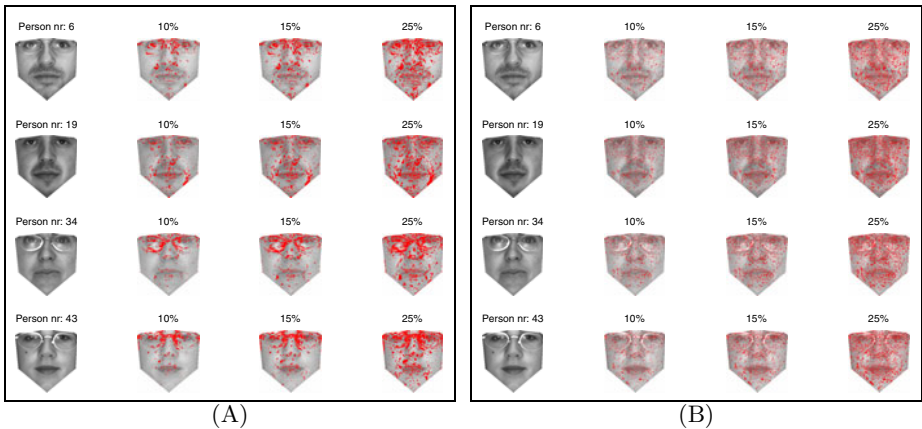 Person nr: 6 10% 15% 25%
Person nr: 19 10% 15% 25%
Person nr: 34 10% 15% 25%
Person nr: 43 10% 15% 25%
(A)
Person nr: 6 10% 15% 25%
Person nr: 19 10% 15% 25%
Person nr: 34 10% 15% 25%
Person nr: 43 10% 15% 25%
(B)